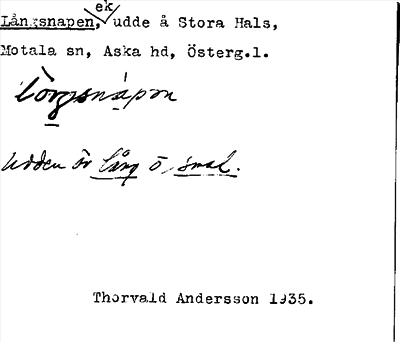 Långsnapen, ek udde å Stora Hals,
Motala sn, Aska hd, Österg.l.
Udden är lång o smal.
Thorvald Andersson 1935.